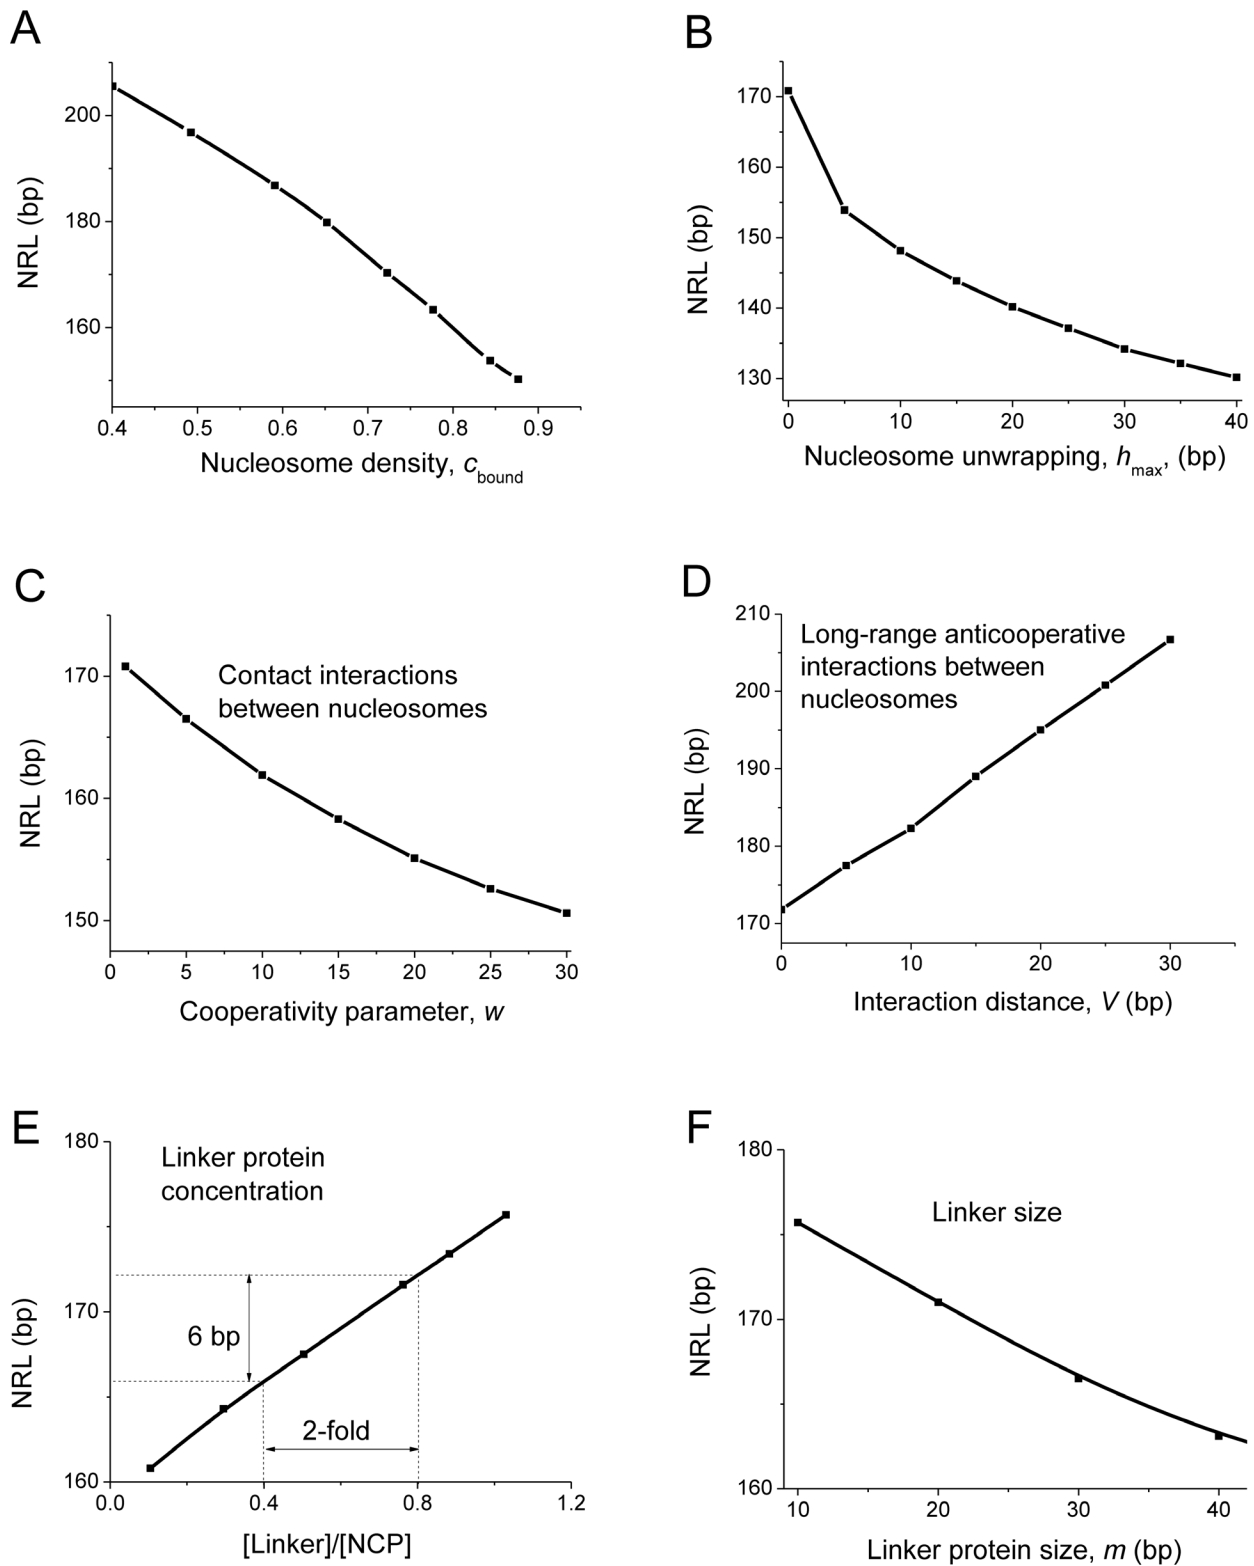 A
NRL (bp)
200
180
160
0.4 0.5 0.6 0.7 0.8 0.9
Nucleosome density, c_bound
B
NRL (bp)
170
160
150
140
130
0 10 20 30 40
Nucleosome unwrapping, h_max, (bp)
C
Contact interactions
between nucleosomes
NRL (bp)
170
160
150
0 5 10 15 20 25 30
Cooperativity parameter, w
D
Long-range anticooperative
interactions between
nucleosomes
NRL (bp)
210
200
190
180
170
0 10 20 30
Interaction distance, V (bp)
E
Linker protein
concentration
NRL (bp)
180
170
160
6 bp
2-fold
0.0 0.4 0.8 1.2
[Linker]/[NCP]
F
Linker size
NRL (bp)
180
170
160
10 20 30 40
Linker protein size, m (bp)